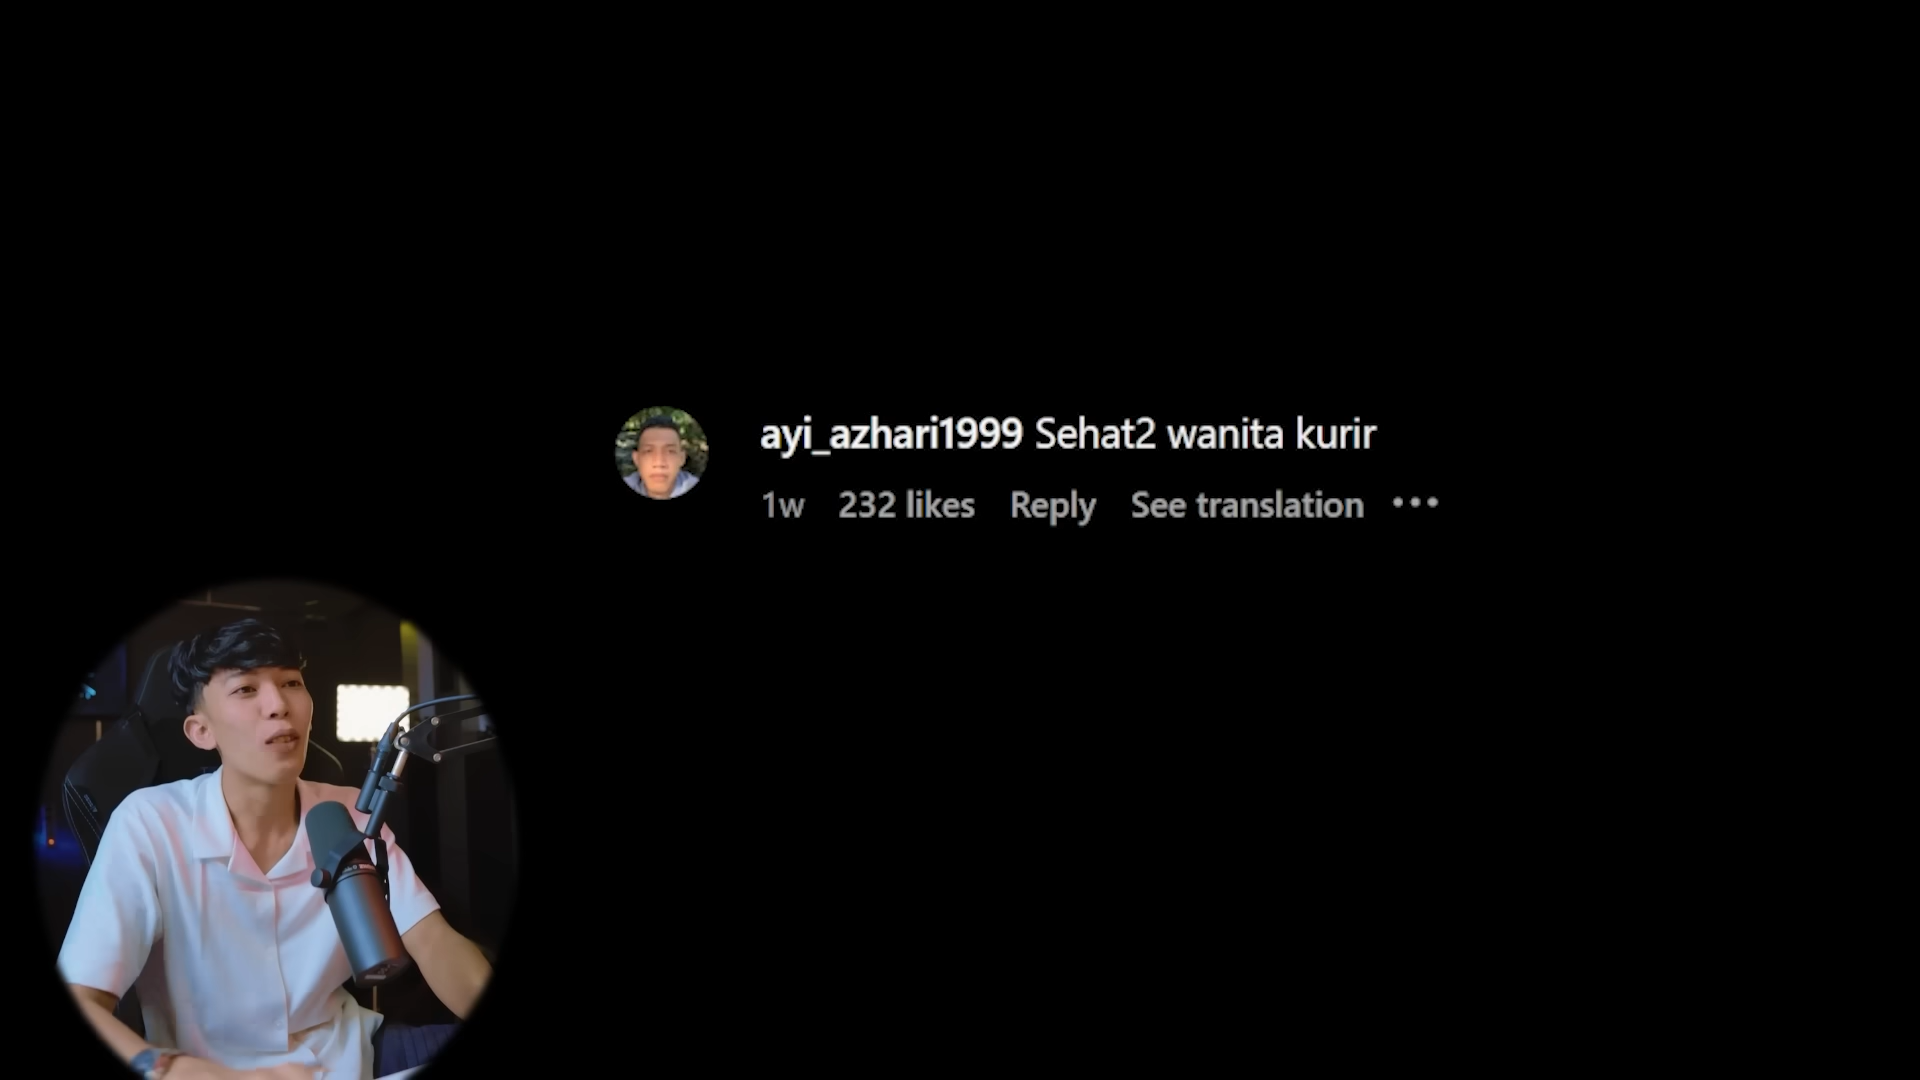 ayi_azhari1999 Sehat2 wanita kurir
1w 232 likes Reply See translation •••